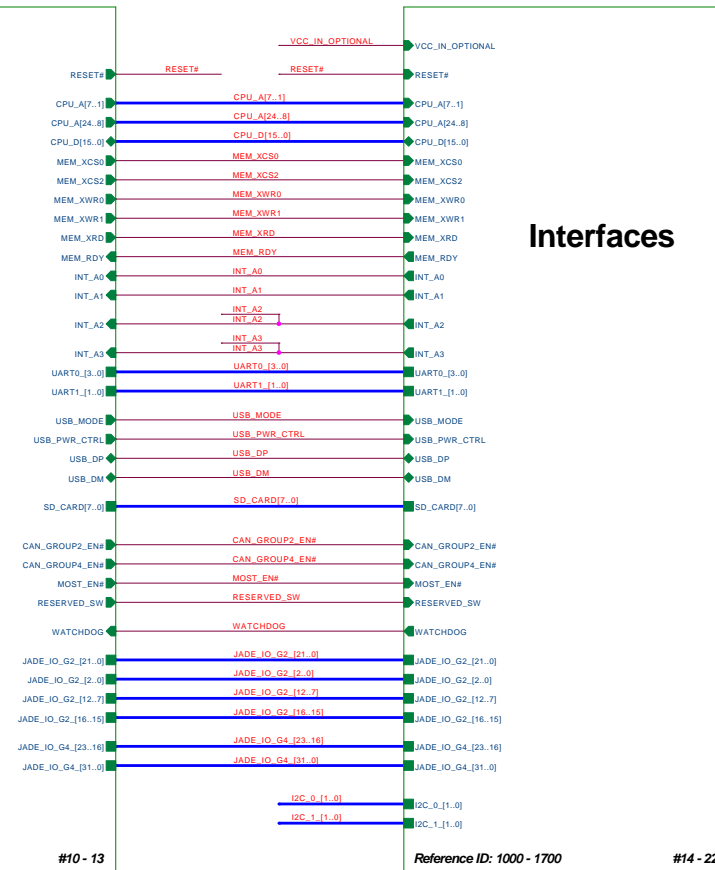 VCC_IN_OPTIONAL VCC_IN_OPTIONAL
RESET# RESET# RESET# RESET#
CPU_A[7..1] CPU_A[7..1] CPU_A[7..1]
CPU_A[24..8] CPU_A[24..8] CPU_A[24..8]
CPU_D[15..0] CPU_D[15..0] CPU_D[15..0]
MEM_XCS0 MEM_XCS0 MEM_XCS0
MEM_XCS2 MEM_XCS2 MEM_XCS2
MEM_XWR0 MEM_XWR0 MEM_XWR0
MEM_XWR1 MEM_XWR1 MEM_XWR1
MEM_XRD MEM_XRD MEM_XRD
Interfaces
MEM_RDY MEM_RDY MEM_RDY
INT_A0 INT_A0 INT_A0
INT_A1 INT_A1 INT_A1
INT_A2
INT_A2 INT_A2 INT_A2
INT_A3
INT_A3 INT_A3 INT_A3
UART0_[3..0] UART0_[3..0] UART0_[3..0]
UART1_[1..0] UART1_[1..0] UART1_[1..0]
USB_MODE USB_MODE USB_MODE
USB_PWR_CTRL USB_PWR_CTRL USB_PWR_CTRL
USB_DP USB_DP USB_DP
USB_DM USB_DM USB_DM
SD_CARD[7..0] SD_CARD[7..0] SD_CARD[7..0]
CAN_GROUP2_EN# CAN_GROUP2_EN# CAN_GROUP2_EN#
CAN_GROUP4_EN# CAN_GROUP4_EN# CAN_GROUP4_EN#
MOST_EN# MOST_EN# MOST_EN#
RESERVED_SW RESERVED_SW RESERVED_SW
WATCHDOG WATCHDOG WATCHDOG
JADE_IO_G2_[21..0] JADE_IO_G2_[21..0] JADE_IO_G2_[21..0]
JADE_IO_G2_[2..0] JADE_IO_G2_[2..0] JADE_IO_G2_[2..0]
JADE_IO_G2_[12..7] JADE_IO_G2_[12..7] JADE_IO_G2_[12..7]
JADE_IO_G2_[16..15] JADE_IO_G2_[16..15] JADE_IO_G2_[16..15]
JADE_IO_G4_[23..16] JADE_IO_G4_[23..16] JADE_IO_G4_[23..16]
JADE_IO_G4_[31..0] JADE_IO_G4_[31..0] JADE_IO_G4_[31..0]
I2C_0_[1..0] I2C_0_[1..0]
I2C_1_[1..0] I2C_1_[1..0]
#10 - 13 Reference ID: 1000 - 1700 #14 - 22